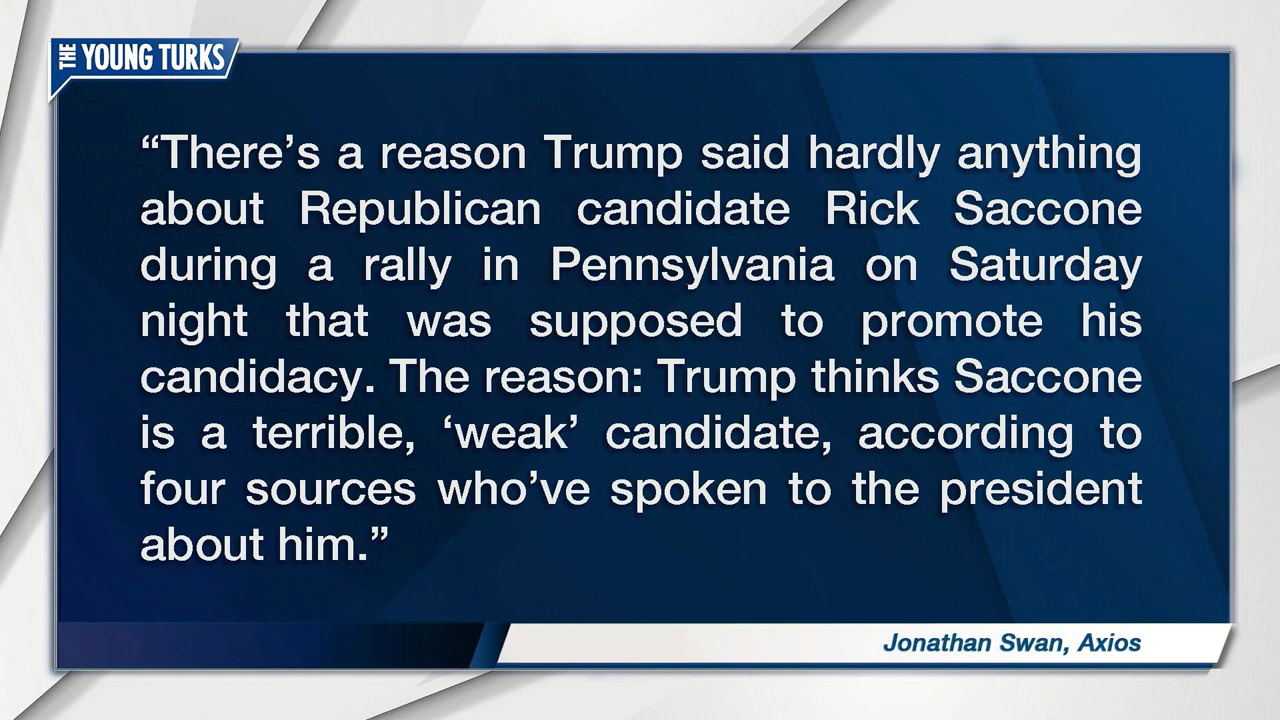 THE YOUNG TURKS
“There’s a reason Trump said hardly anything
about Republican candidate Rick Saccone
during a rally in Pennsylvania on Saturday
night that was supposed to promote his
candidacy. The reason: Trump thinks Saccone
is a terrible, ‘weak’ candidate, according to
four sources who’ve spoken to the president
about him.”
Jonathan Swan, Axios